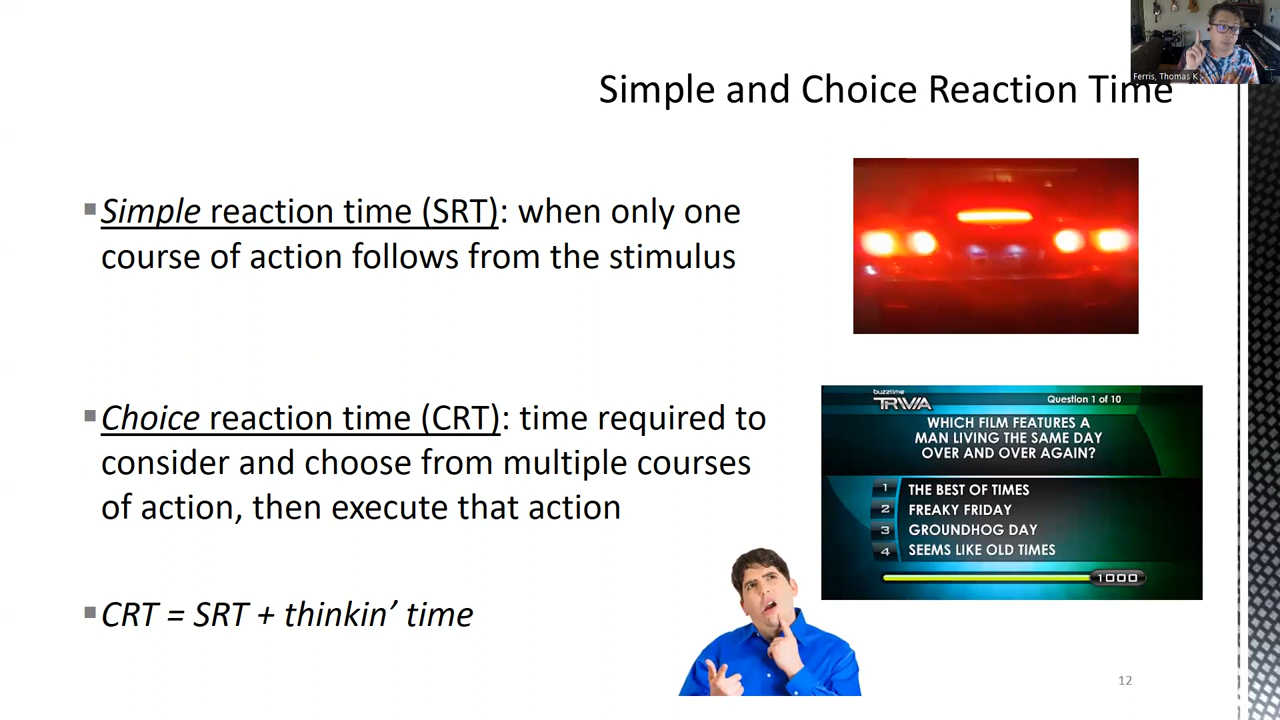 Ferris, Thomas K
Simple and Choice Reaction Time
Simple reaction time (SRT): when only one
course of action follows from the stimulus
Choice reaction time (CRT): time required to
consider and choose from multiple courses
of action, then execute that action
CRT = SRT + thinkin’ time
buzztime
TRIVIA
Question 1 of 10
WHICH FILM FEATURES A
MAN LIVING THE SAME DAY
OVER AND OVER AGAIN?
1 THE BEST OF TIMES
2 FREAKY FRIDAY
3 GROUNDHOG DAY
4 SEEMS LIKE OLD TIMES
1000
12